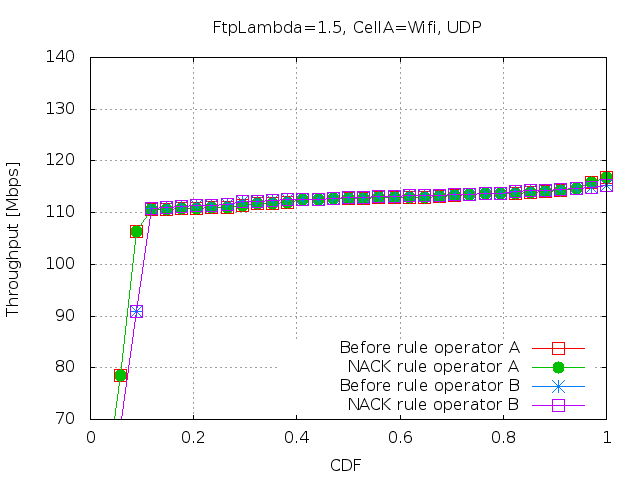 FtpLambda=1.5, CellA=Wifi, UDP
140
130
120
110
100
90
80
70
Throughput [Mbps]
Before rule operator A
NACK rule operator A
Before rule operator B
NACK rule operator B
0 0.2 0.4 0.6 0.8 1
CDF